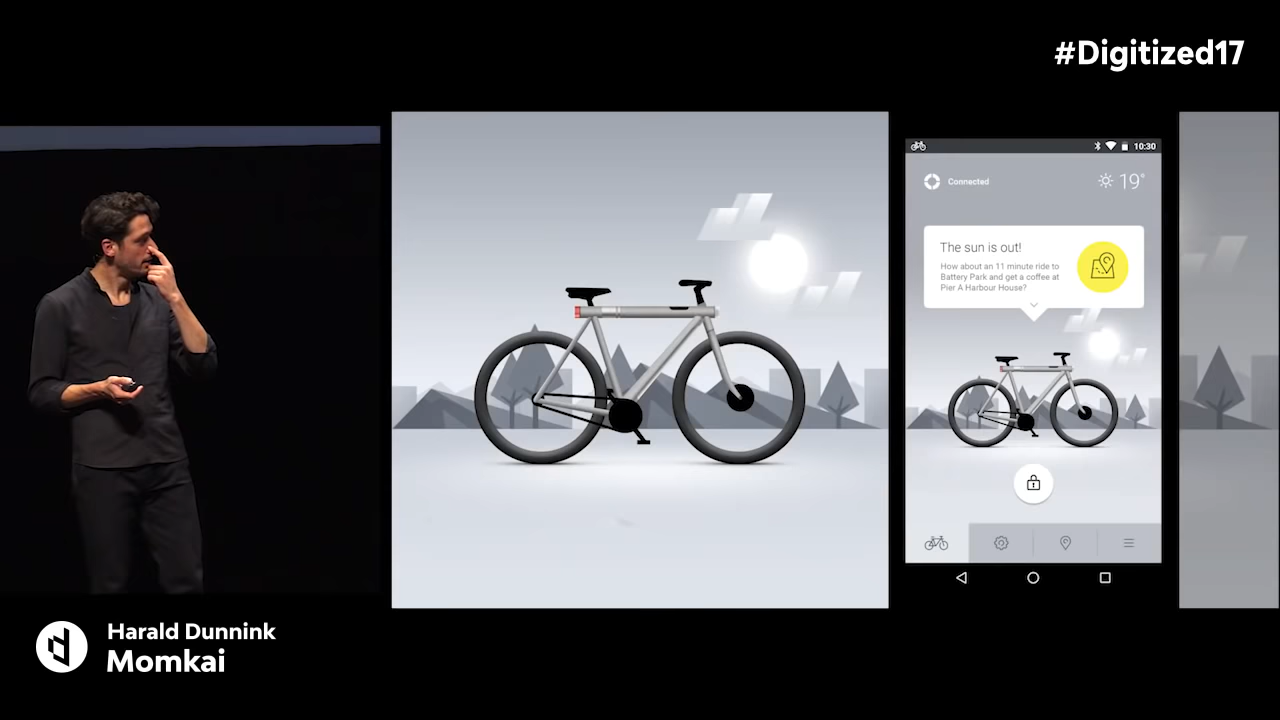 #Digitized17
10:30
Connected
19°
The sun is out!
How about an 11 minute ride to
Battery Park and get a coffee at
Pier A Harbour House?
Harald Dunnink
Momkai